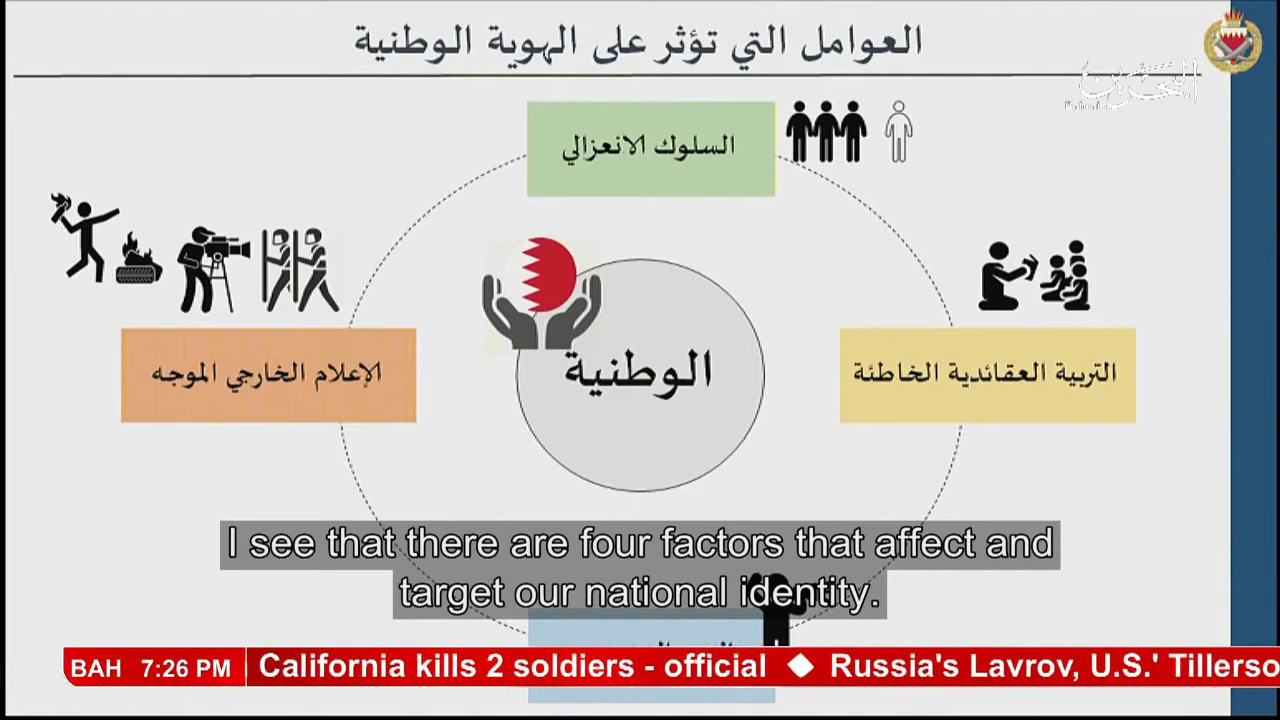 العوامل التي تؤثر على الهوية الوطنية
البحرين
السلوك الانعزالي
الإعلام الخارجي الموجه
التربية العقائدية الخاطئة
الوطنية
I see that there are four factors that affect and
target our national identity.
BAH 7:26 PM California kills 2 soldiers - official ◆ Russia's Lavrov, U.S.' Tillerso